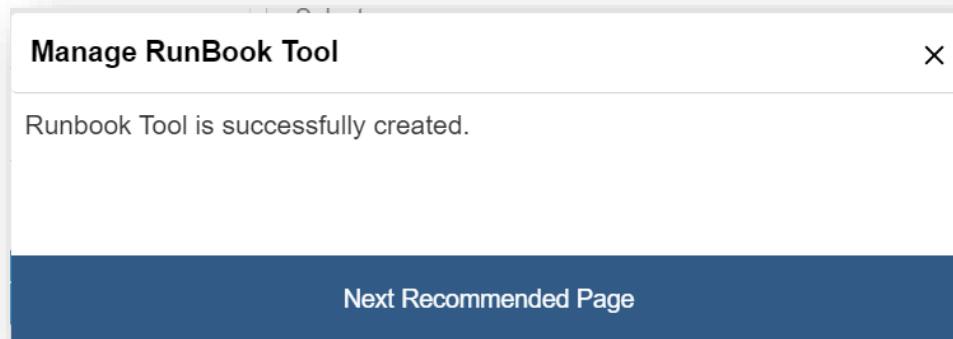 Manage RunBook Tool
Runbook Tool is successfully created.
Next Recommended Page